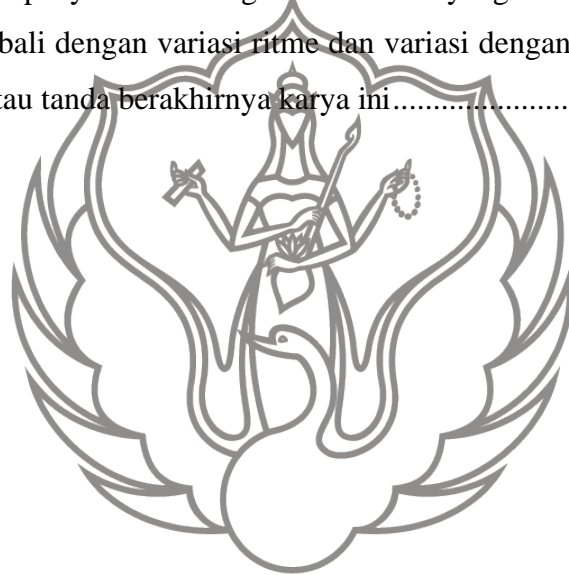 bali dengan variasi ritme dan variasi dengan
tau tanda berakhirnya karya ini.....................